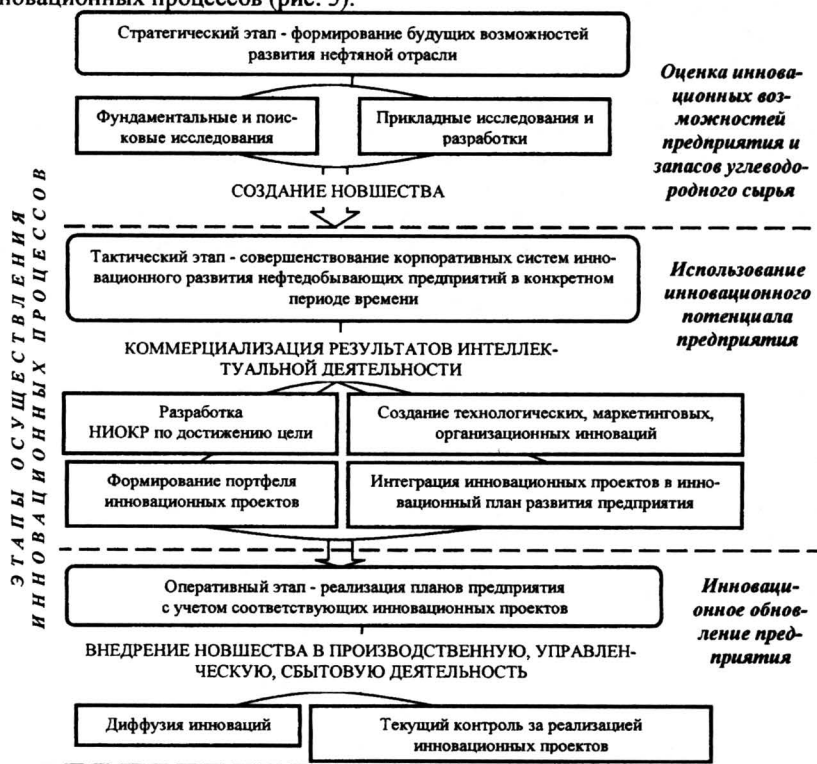 новационных процессов (рис. 3).
Стратегический этап - формирование будущих возможностей
развития нефтяной отрасли
Фундаментальные и поис-
ковые исследования
Прикладные исследования и
разработки
СОЗДАНИЕ НОВШЕСТВА
Оценка иннова-
ционных воз-
можностей
предприятия и
запасов углеводо-
родного сырья
ЭТАПЫ ОСУЩЕСТВЛЕНИЯ
ИННОВАЦИОННЫХ ПРОЦЕССОВ
Тактический этап - совершенствование корпоративных систем инно-
вационного развития нефтедобывающих предприятий в конкретном
периоде времени
КОММЕРЦИАЛИЗАЦИЯ РЕЗУЛЬТАТОВ ИНТЕЛЛЕК-
ТУАЛЬНОЙ ДЕЯТЕЛЬНОСТИ
Разработка
НИОКР по достижению цели
Создание технологических, маркетинговых,
организационных инноваций
Формирование портфеля
инновационных проектов
Интеграция инновационных проектов в инно-
вационный план развития предприятия
Использование
инновационного
потенциала
предприятия
Оперативный этап - реализация планов предприятия
с учетом соответствующих инновационных проектов
ВНЕДРЕНИЕ НОВШЕСТВА В ПРОИЗВОДСТВЕННУЮ, УПРАВЛЕН-
ЧЕСКУЮ, СБЫТОВУЮ ДЕЯТЕЛЬНОСТЬ
Диффузия инноваций
Текущий контроль за реализацией
инновационных проектов
Инноваци-
онное обнов-
ление пред-
приятия